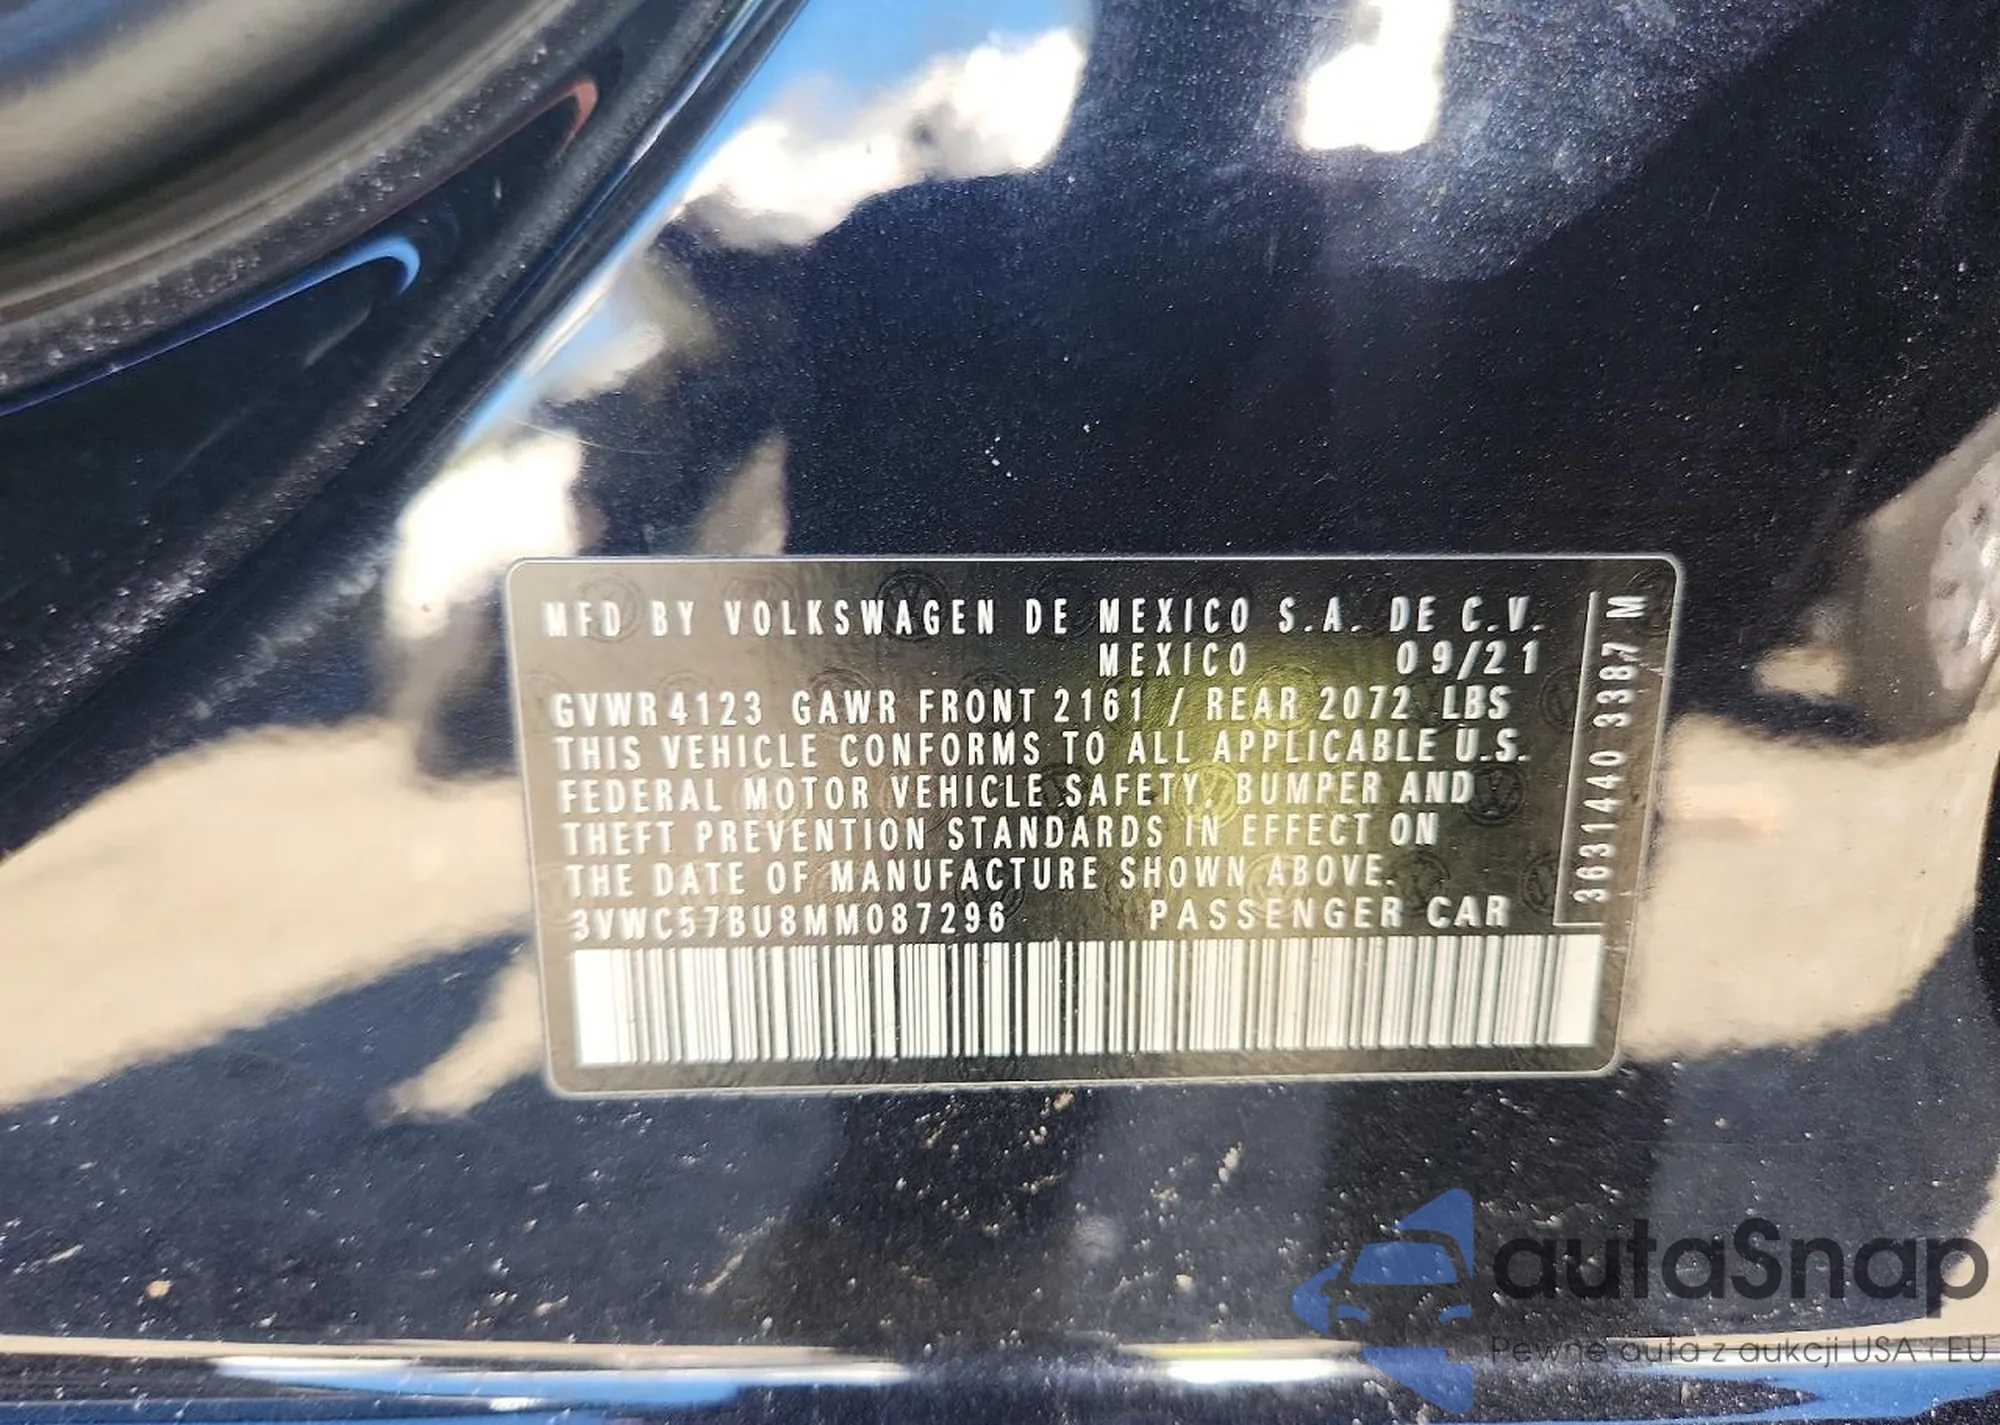 MFD BY VOLKSWAGEN DE MEXICO S.A. DE C.V.
MEXICO 09/21
GVWR 4123 GAWR FRONT 2161 / REAR 2072 LBS
THIS VEHICLE CONFORMS TO ALL APPLICABLE U.S.
FEDERAL MOTOR VEHICLE SAFETY, BUMPER AND
THEFT PREVENTION STANDARDS IN EFFECT ON
THE DATE OF MANUFACTURE SHOWN ABOVE.
3VWC57BU8MM087296 PASSENGER CAR
3631440 3387 M
autaSnap
Pewne auta z aukcji USA i EU